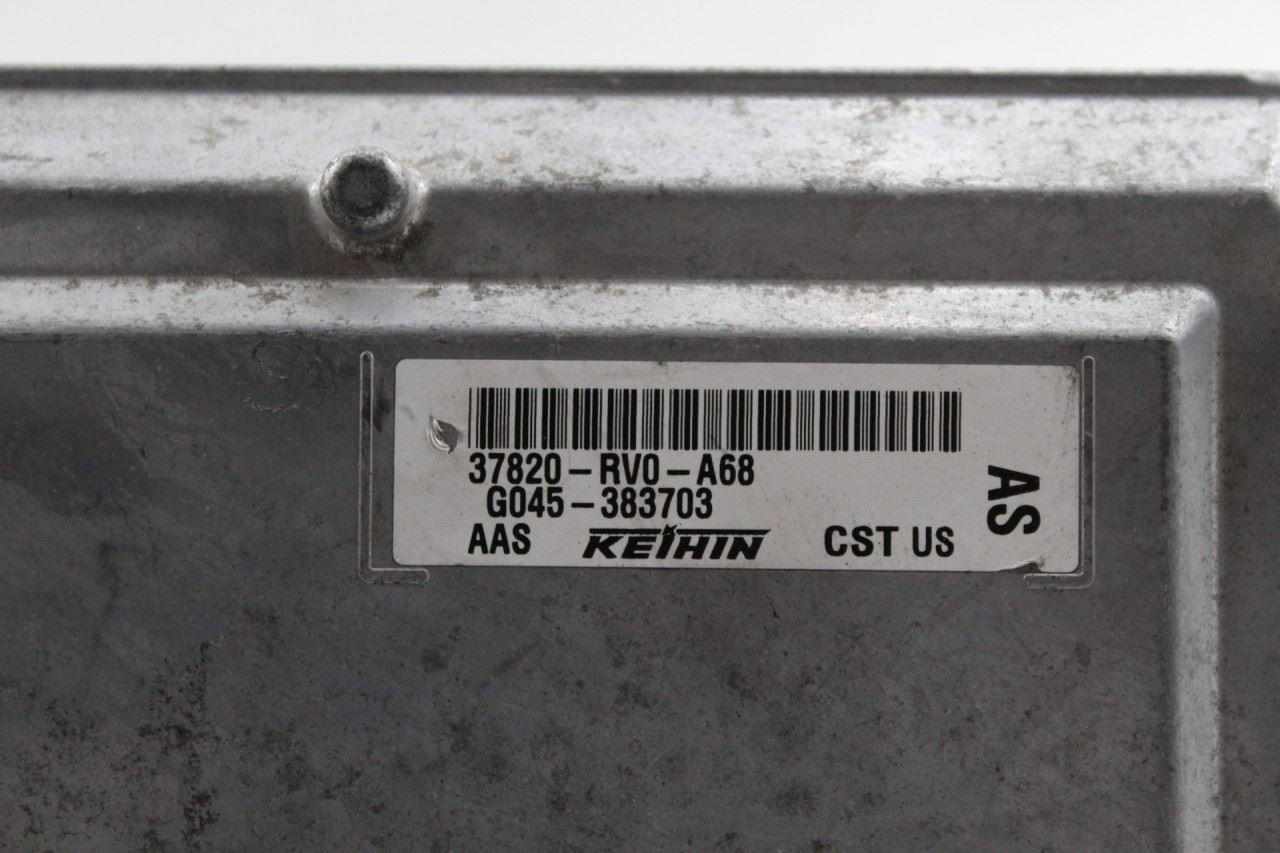 37820-RV0-A68
G045-383703
AAS KEIHIN CST US
AS